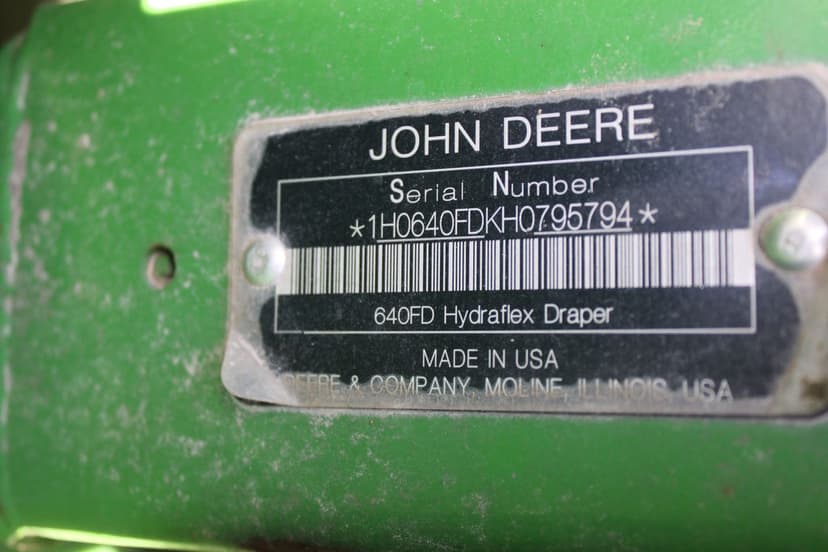 JOHN DEERE
Serial Number
*1H0640FDKH0795794*
640FD Hydraflex Draper
MADE IN USA
DEERE & COMPANY, MOLINE, ILLINOIS, USA